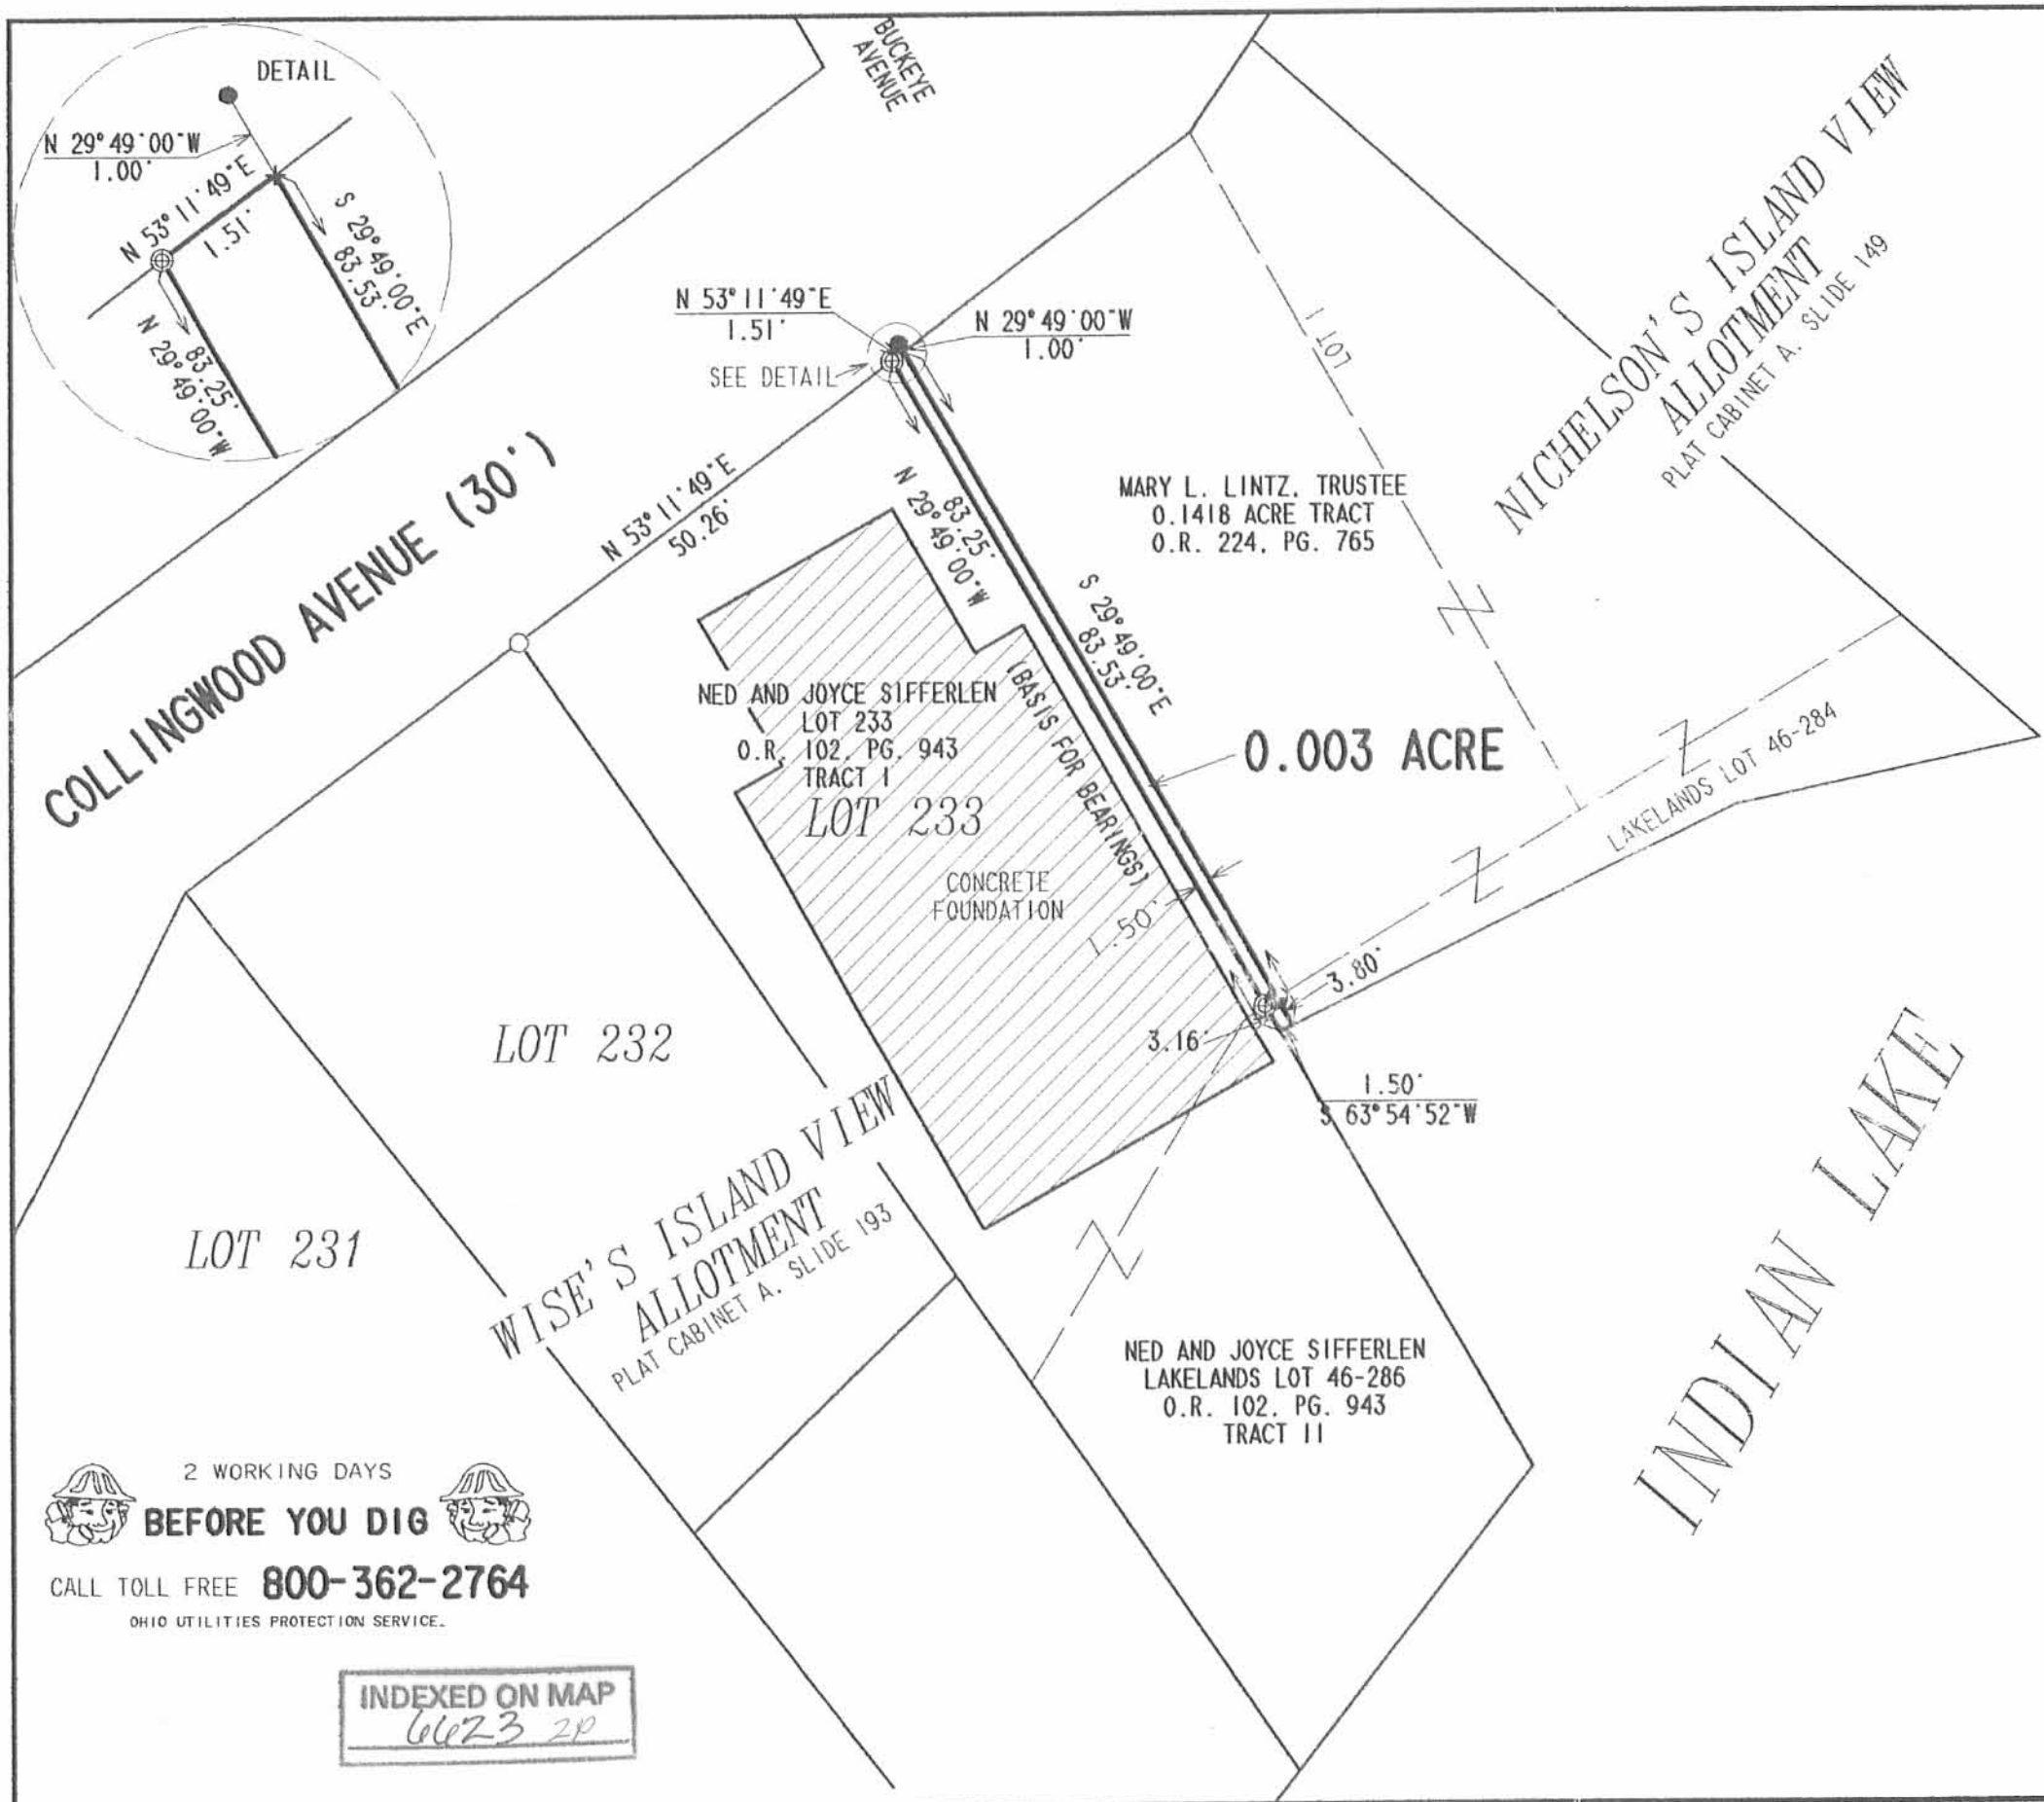 DETAIL
N 29°49'00"W
1.00'
N 53°11'49"E
1.51'
S 29°49'00"E
83.53'
83.25'
N 29°49'00"W
BUCKEYE
AVENUE
COLLINGWOOD AVENUE (30')
N 53°11'49"E
1.51'
SEE DETAIL
N 29°49'00"W
1.00'
N 53°11'49"E
50.26'
83.25'
N 29°49'00"W
(BASIS FOR BEARINGS)
S 29°49'00"E
83.53'
LOT 1
NICHELSON'S ISLAND VIEW
ALLOTMENT
PLAT CABINET A, SLIDE 149
MARY L. LINTZ, TRUSTEE
0.1418 ACRE TRACT
O.R. 224, PG. 765
0.003 ACRE
LAKELANDS LOT 46-284
NED AND JOYCE SIFFERLEN
LOT 233
O.R. 102, PG. 943
TRACT I
LOT 233
CONCRETE
FOUNDATION
1.50'
3.80'
3.16'
1.50'
S 63°54'52"W
LOT 232
LOT 231
WISE'S ISLAND VIEW
ALLOTMENT
PLAT CABINET A, SLIDE 193
NED AND JOYCE SIFFERLEN
LAKELANDS LOT 46-286
O.R. 102, PG. 943
TRACT II
INDIAN LAKE
2 WORKING DAYS
BEFORE YOU DIG
CALL TOLL FREE 800-362-2764
OHIO UTILITIES PROTECTION SERVICE.
INDEXED ON MAP
6623